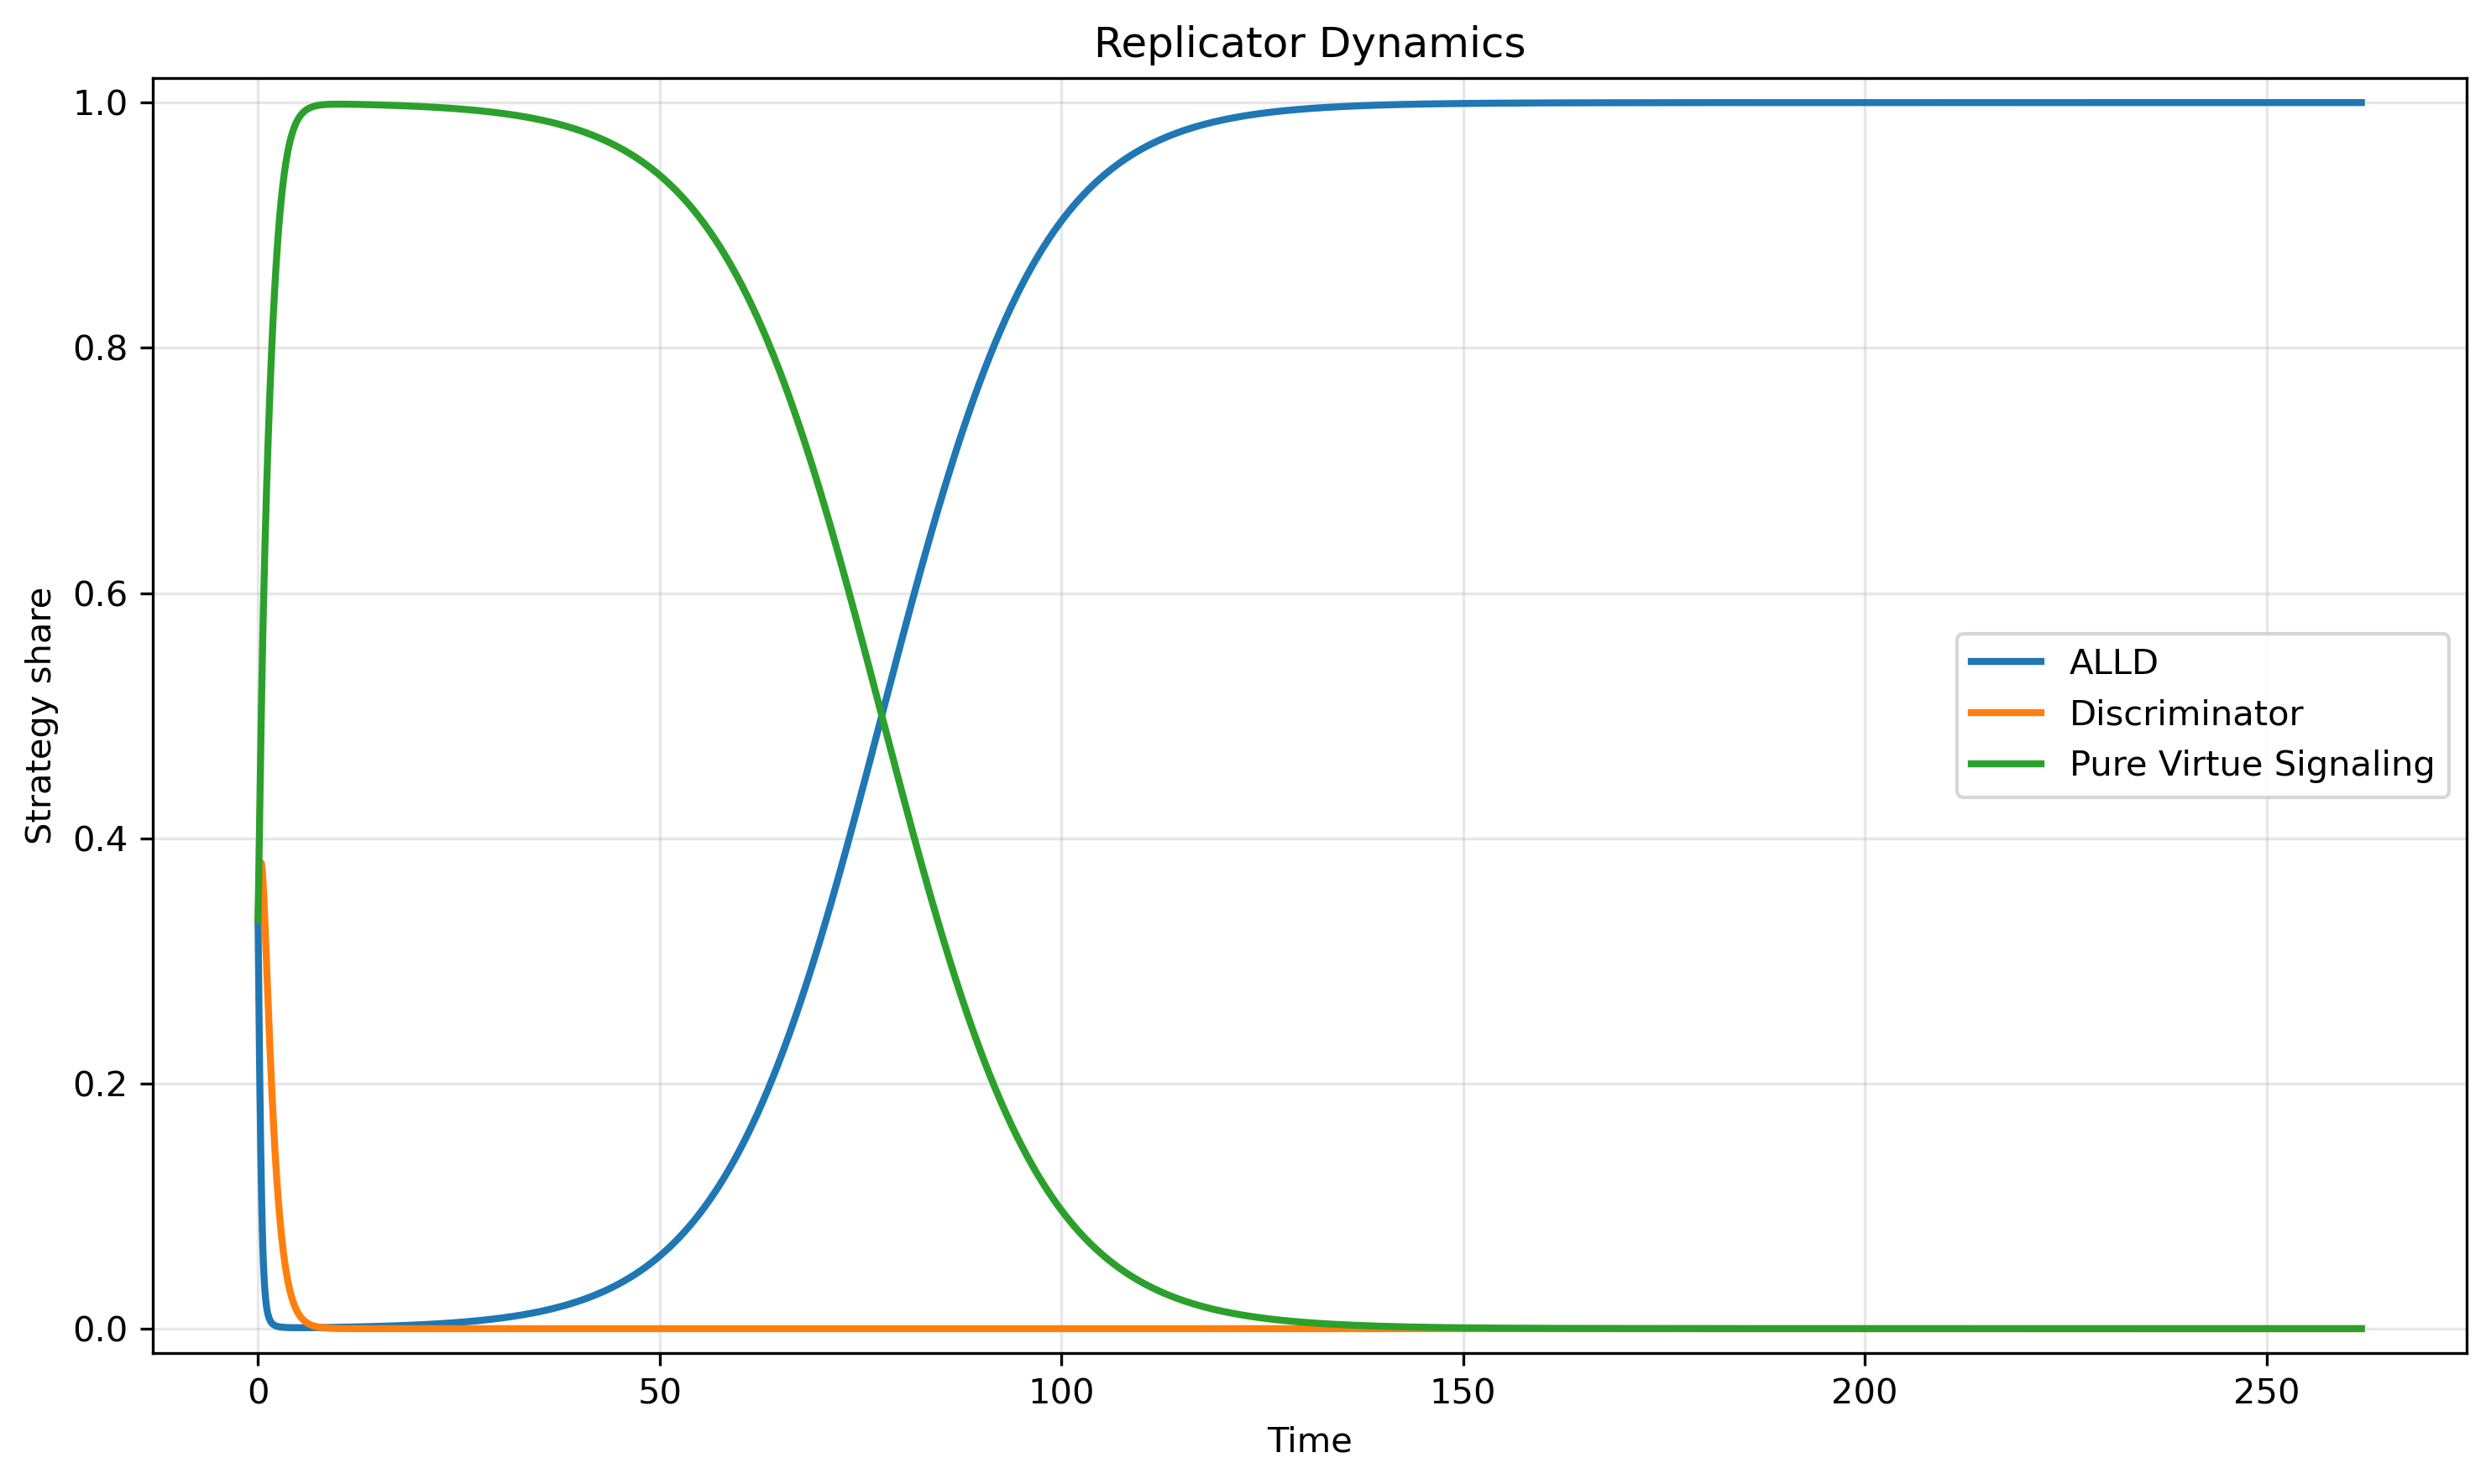 Replicator Dynamics
Strategy share
1.0
0.8
0.6
0.4
0.2
0.0
ALLD
Discriminator
Pure Virtue Signaling
0 50 100 150 200 250
Time